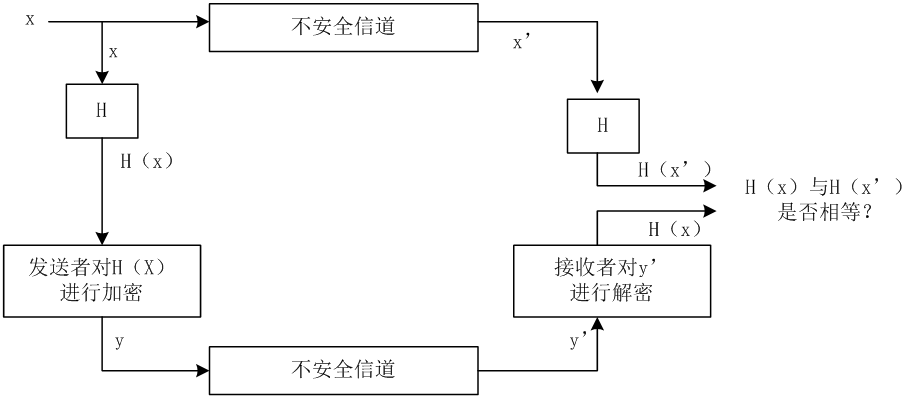 x
不安全信道
x
x’
H
H
H（x）
H（x’）
H（x）与H（x’）
是否相等？
H（x）
发送者对H（X）
进行加密
接收者对y’
进行解密
y
不安全信道
y’